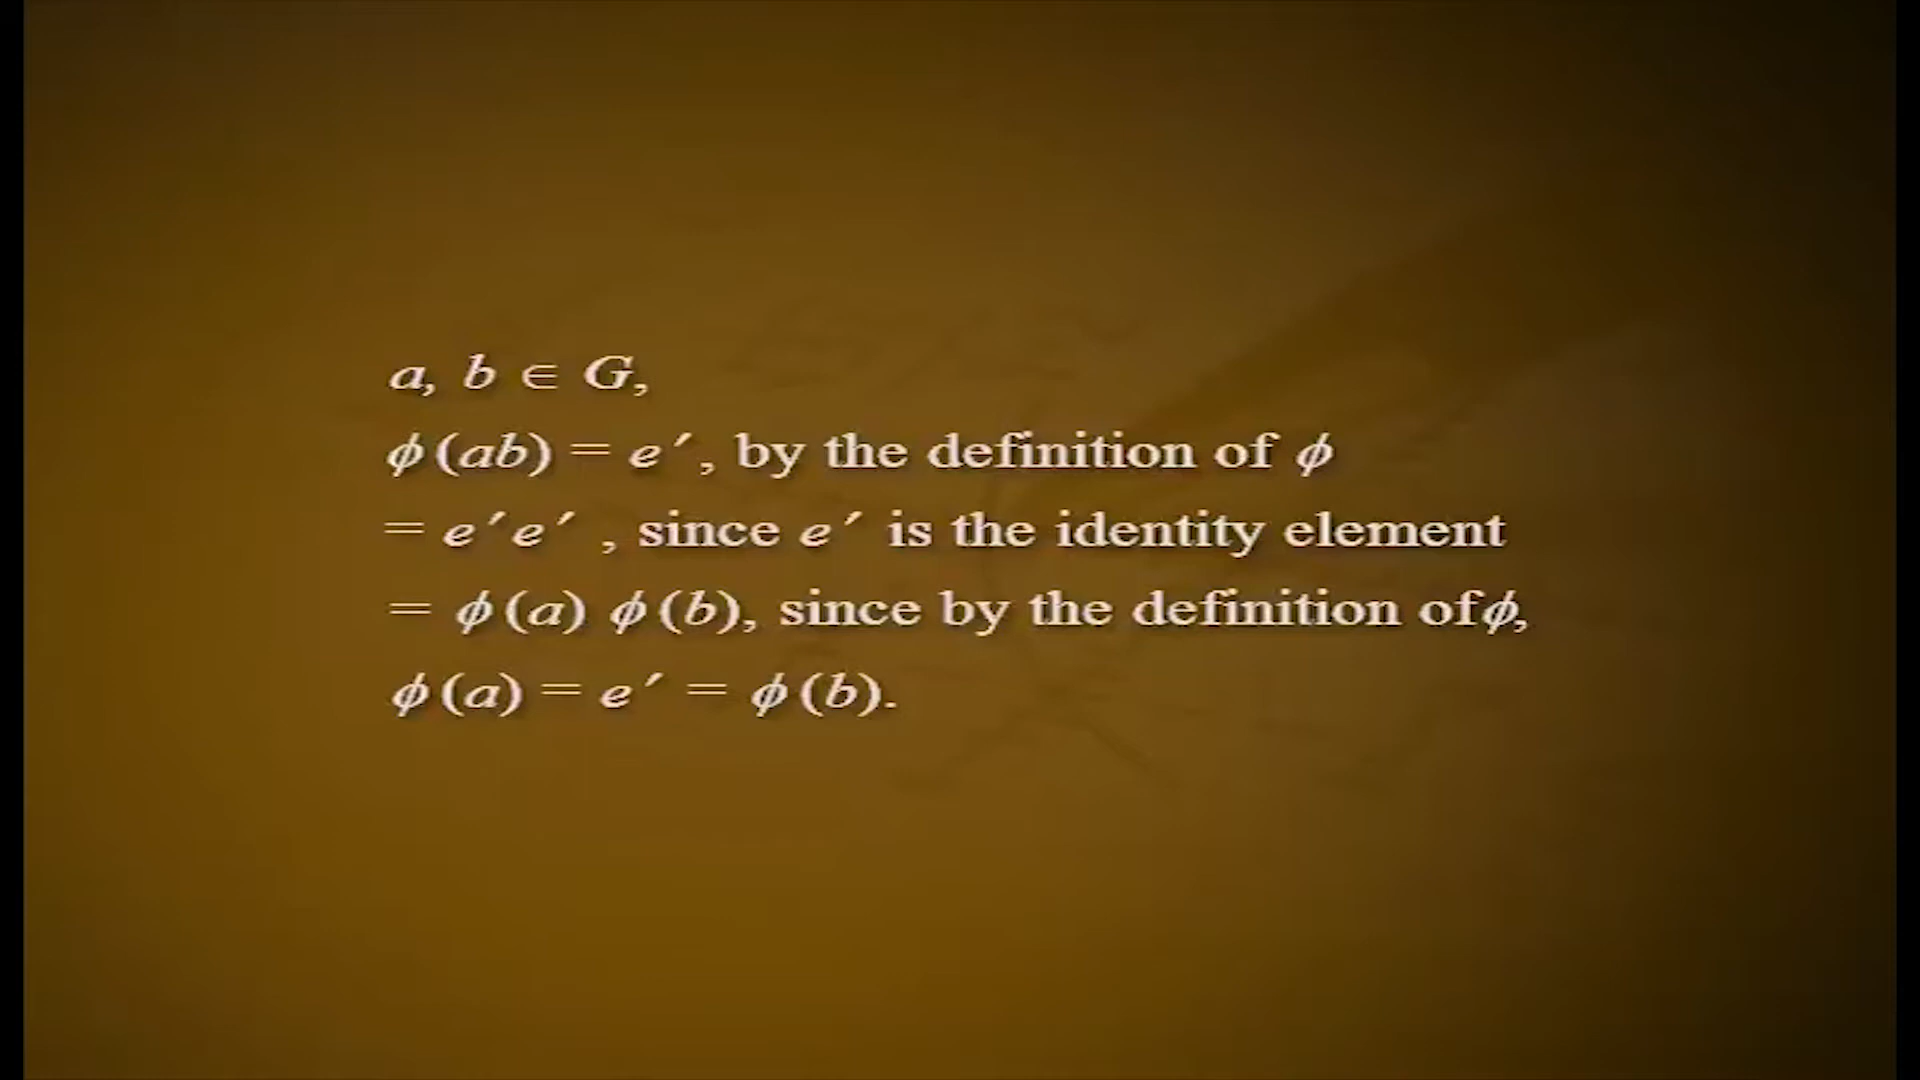 a, b ∈ G,
ϕ(ab) = e′, by the definition of ϕ
= e′e′ , since e′ is the identity element
= ϕ(a) ϕ(b), since by the definition ofϕ,
ϕ(a) = e′ = ϕ(b).